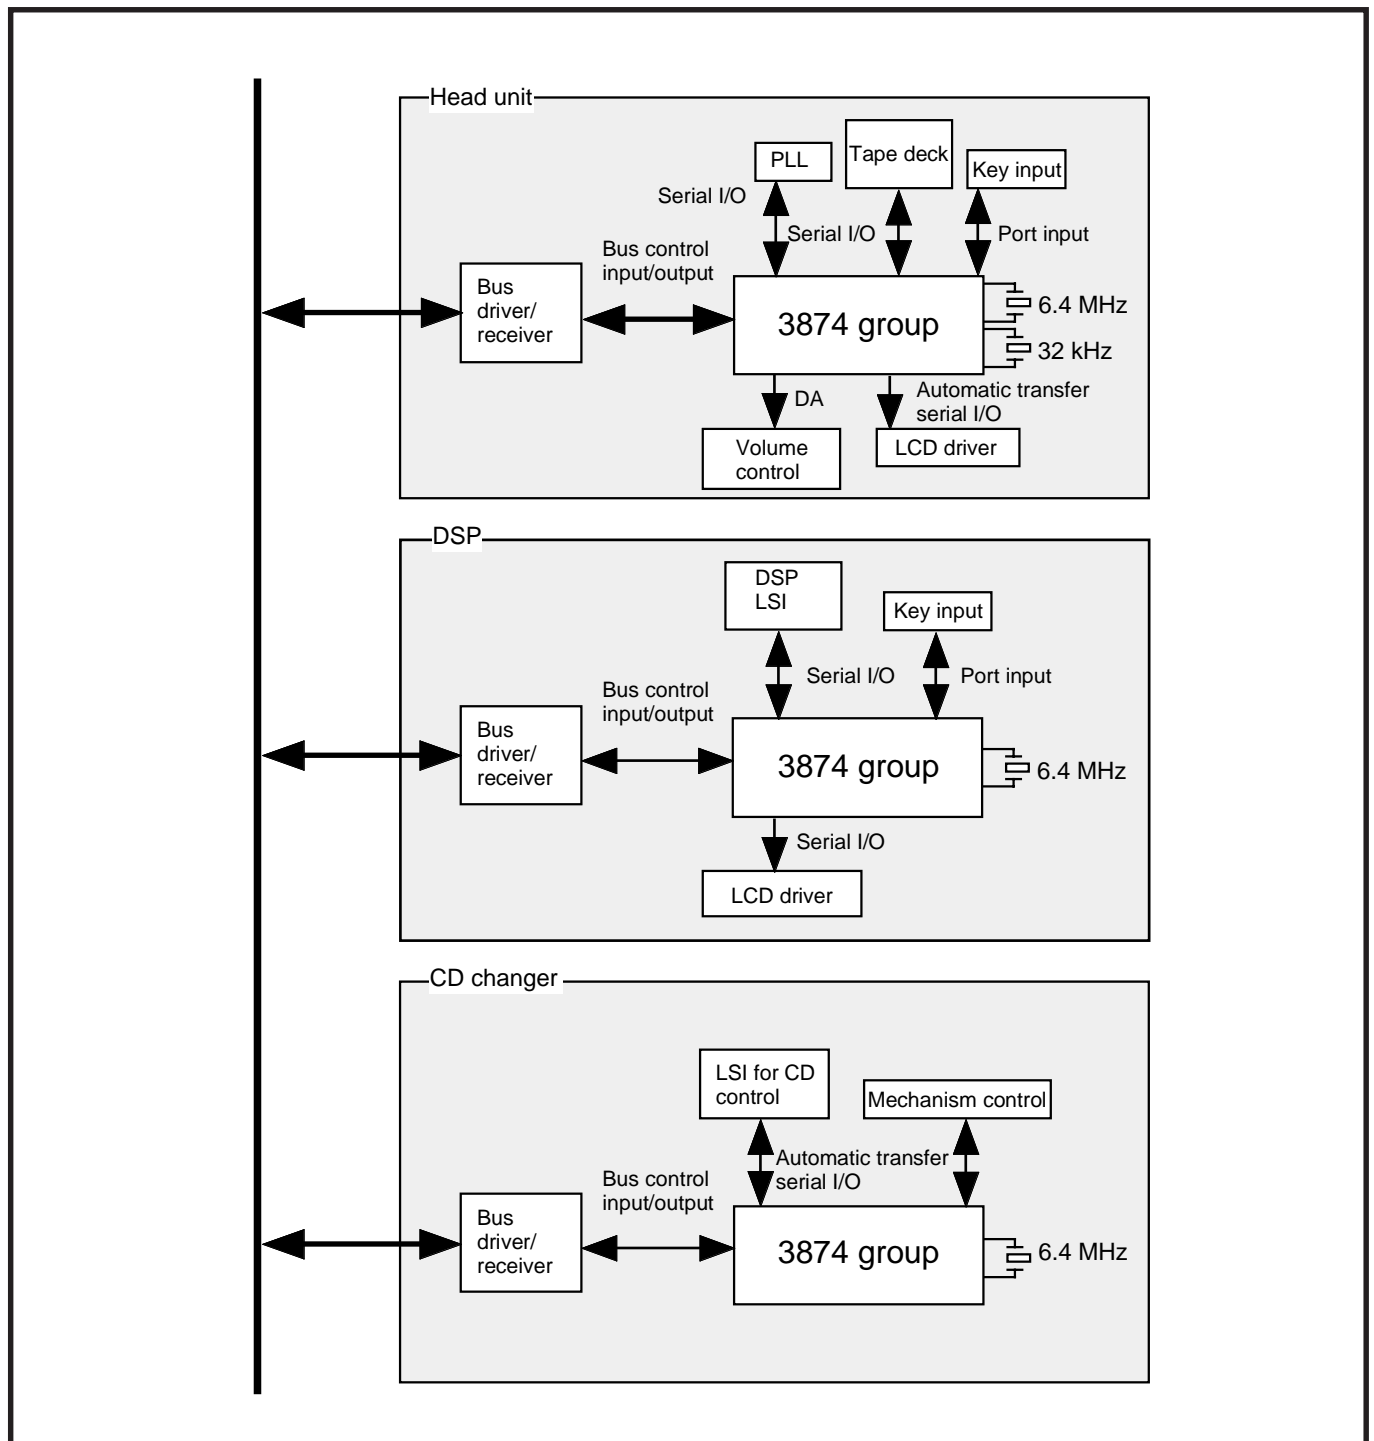 Head unit
PLL
Tape deck
Key input
Serial I/O
Serial I/O
Port input
Bus control
input/output
Bus
driver/
receiver
3874 group
6.4 MHz
32 kHz
DA
Automatic transfer
serial I/O
Volume
control
LCD driver
DSP
DSP
LSI
Key input
Serial I/O
Port input
Bus control
input/output
Bus
driver/
receiver
3874 group
6.4 MHz
Serial I/O
LCD driver
CD changer
LSI for CD
control
Mechanism control
Automatic transfer
serial I/O
Bus control
input/output
Bus
driver/
receiver
3874 group
6.4 MHz